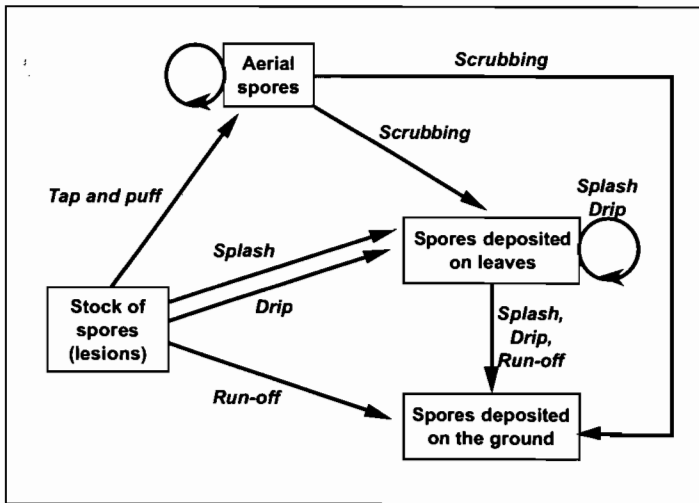 Aerial
spores
Scrubbing
Scrubbing
Tap and puff
Splash
Drip
Splash
Drip
Spores deposited
on leaves
Stock of
spores
(lesions)
Splash,
Drip,
Run-off
Run-off
Spores deposited
on the ground